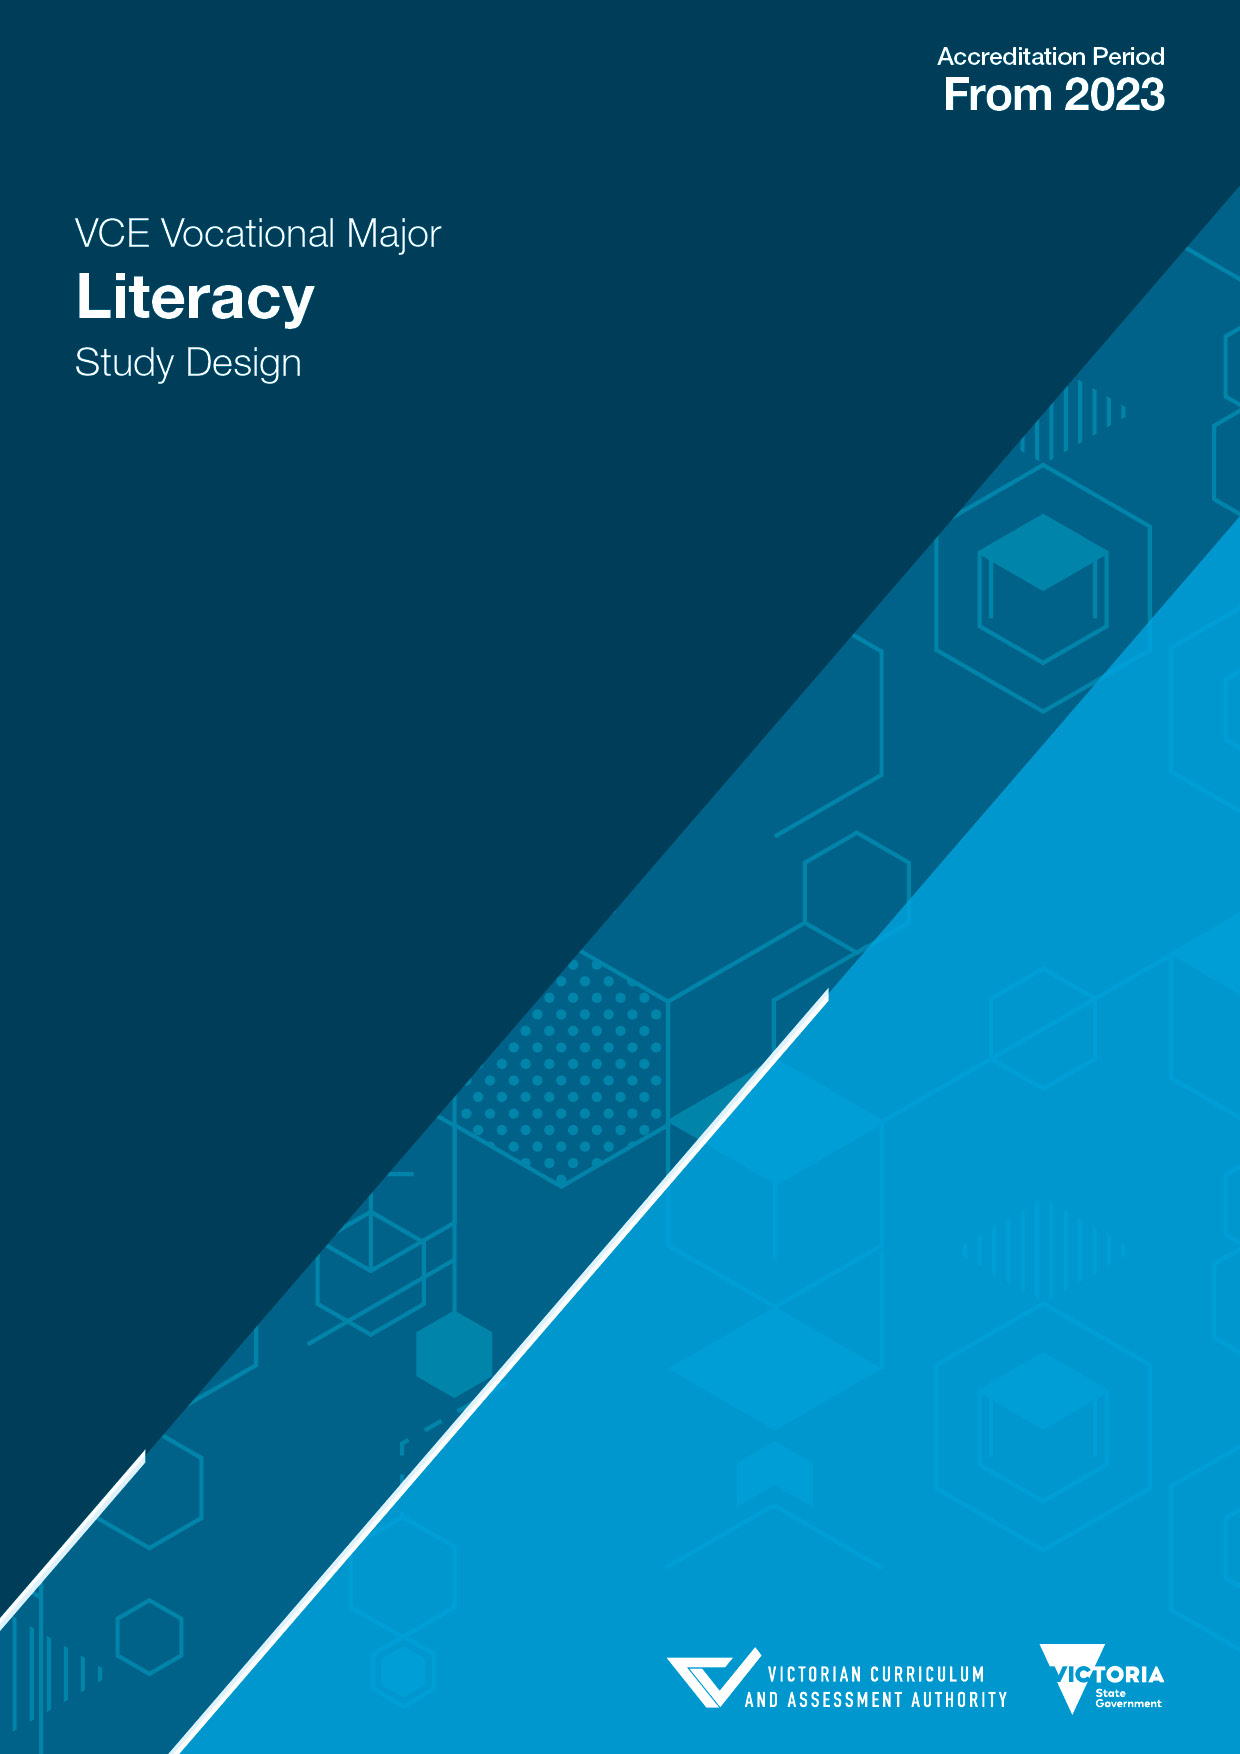 Accreditation Period
From 2023
VCE Vocational Major
Literacy
Study Design
VICTORIAN CURRICULUM
AND ASSESSMENT AUTHORITY
VICTORIA
State
Government